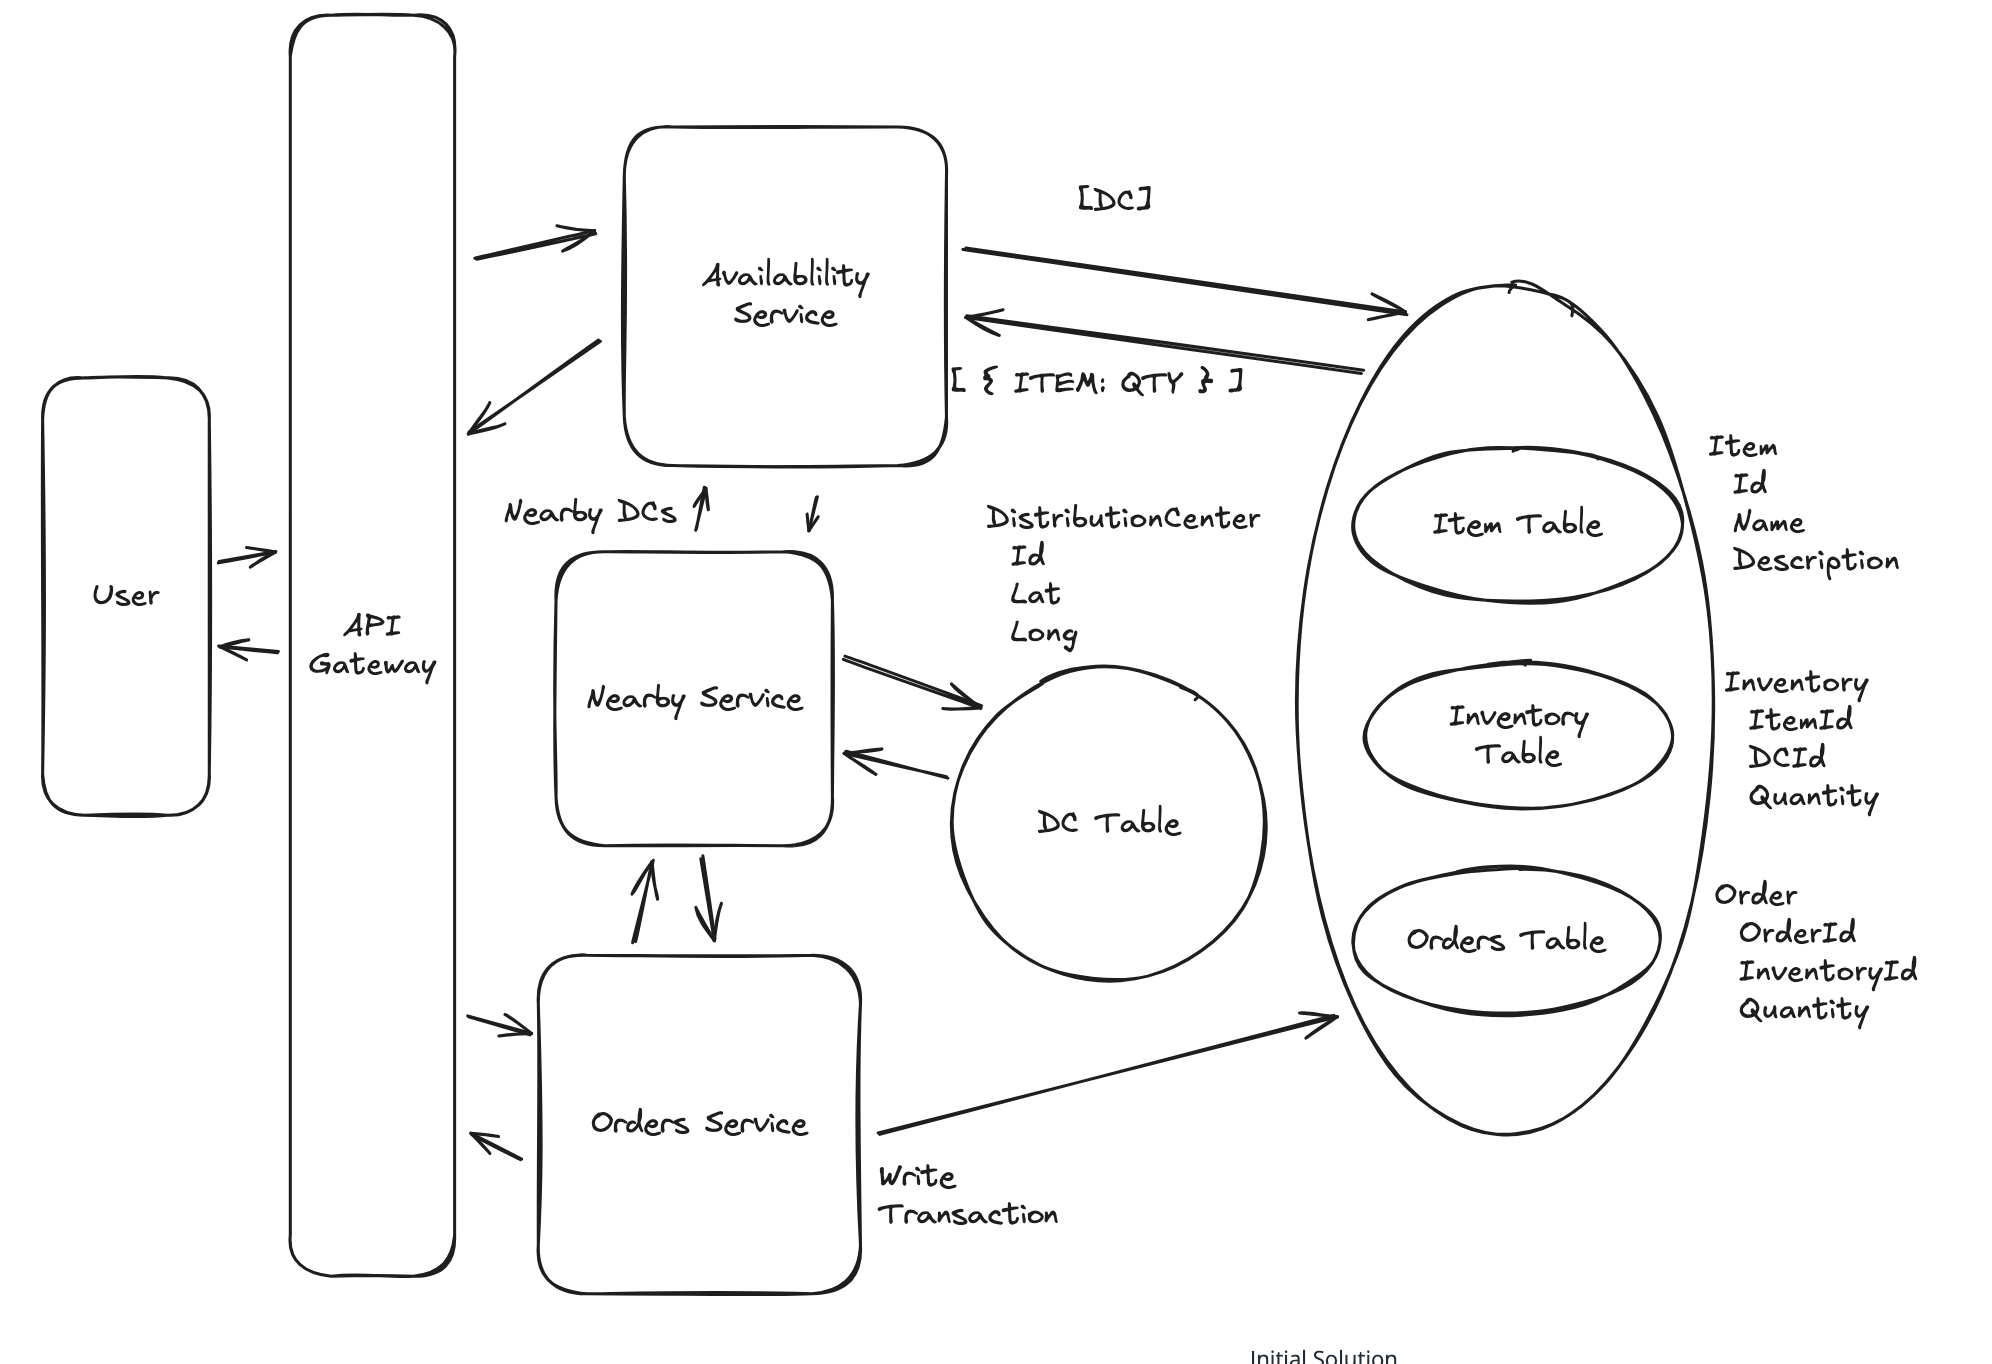 [DC]
Availablility
Service
[ { ITEM: QTY } ]
Item
Id
Name
Description
Item Table
Nearby DCs
DistributionCenter
Id
Lat
Long
User
API
Gateway
Nearby Service
Inventory
ItemId
DCId
Quantity
Inventory
Table
DC Table
Order
OrderId
InventoryId
Quantity
Orders Table
Orders Service
Write
Transaction
Initial Solution